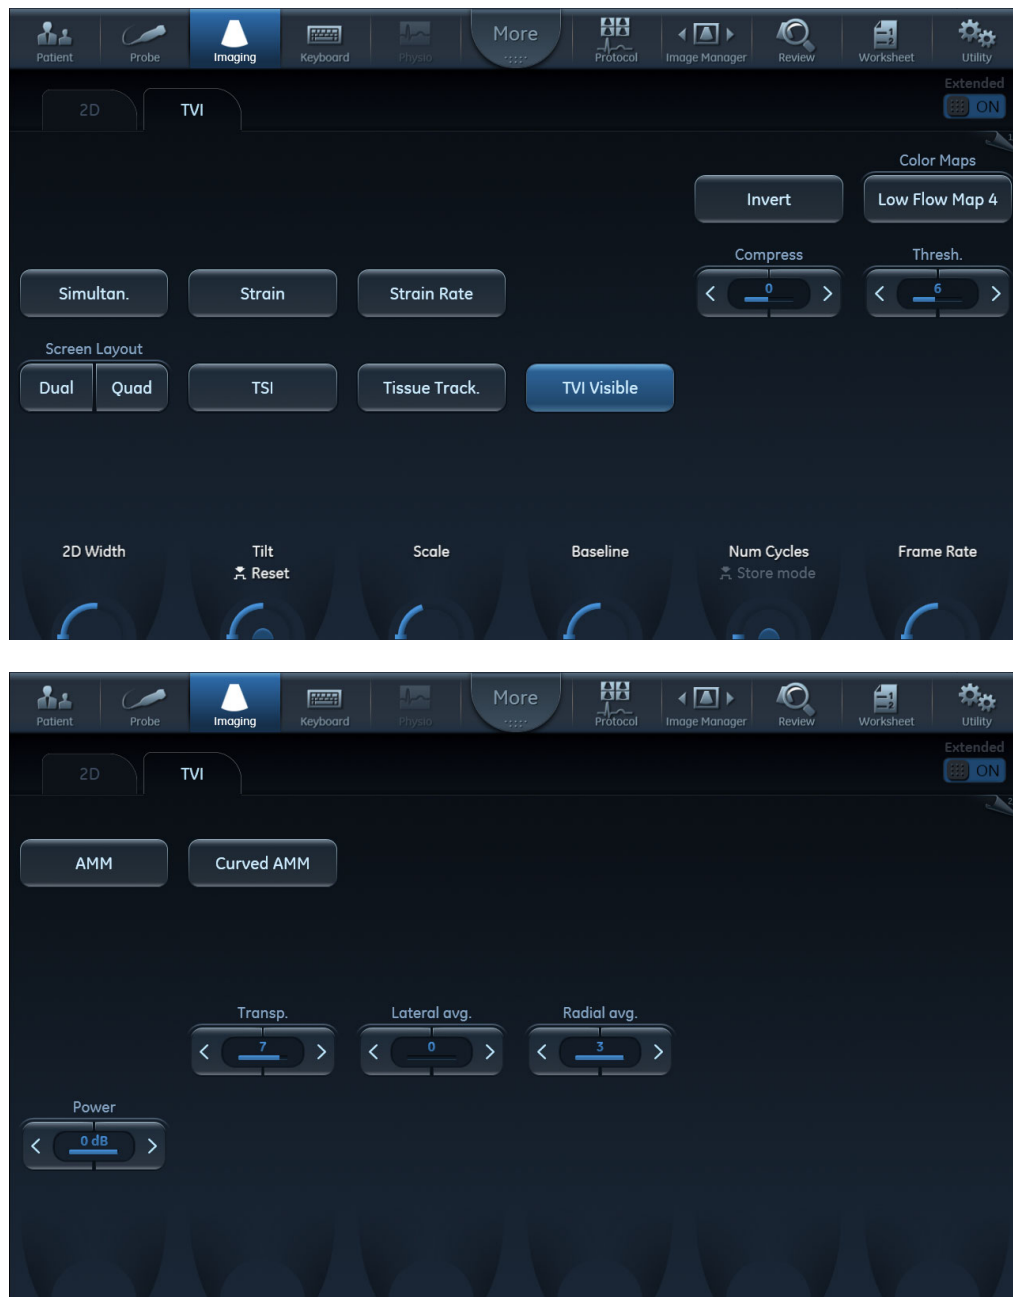 Patient Probe Imaging Keyboard Physio More Protocol Image Manager Review Worksheet Utility
Extended
2D TVI ON
1
Color Maps
Invert Low Flow Map 4
Compress Thresh.
Simultan. Strain Strain Rate 0 6
Screen Layout
Dual Quad TSI Tissue Track. TVI Visible
2D Width Tilt Scale Baseline Num Cycles Frame Rate
Reset Store mode
Patient Probe Imaging Keyboard Physio More Protocol Image Manager Review Worksheet Utility
Extended
2D TVI ON
2
AMM Curved AMM
Transp. Lateral avg. Radial avg.
7 0 3
Power
0 dB